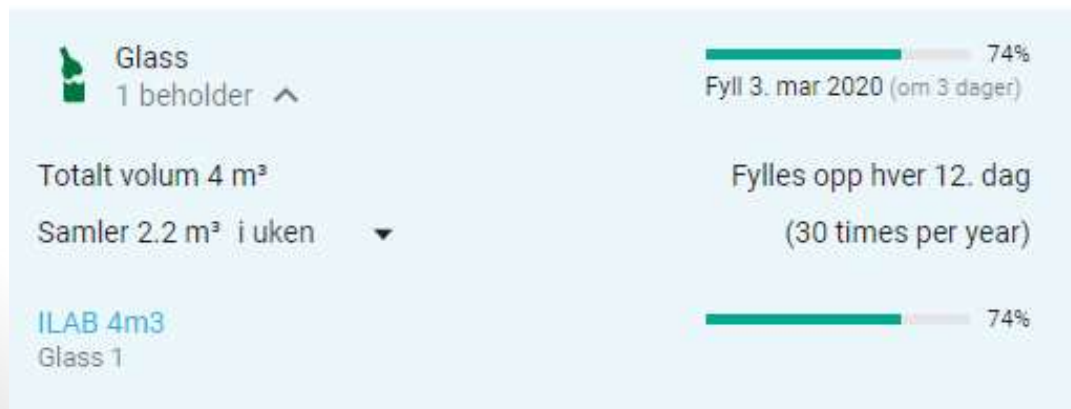 Glass
74%
1 beholder
Fyll 3. mar 2020 (om 3 dager)
Totalt volum 4 m³
Fylles opp hver 12. dag
Samler 2.2 m³ i uken
(30 times per year)
ILAB 4m3
74%
Glass 1